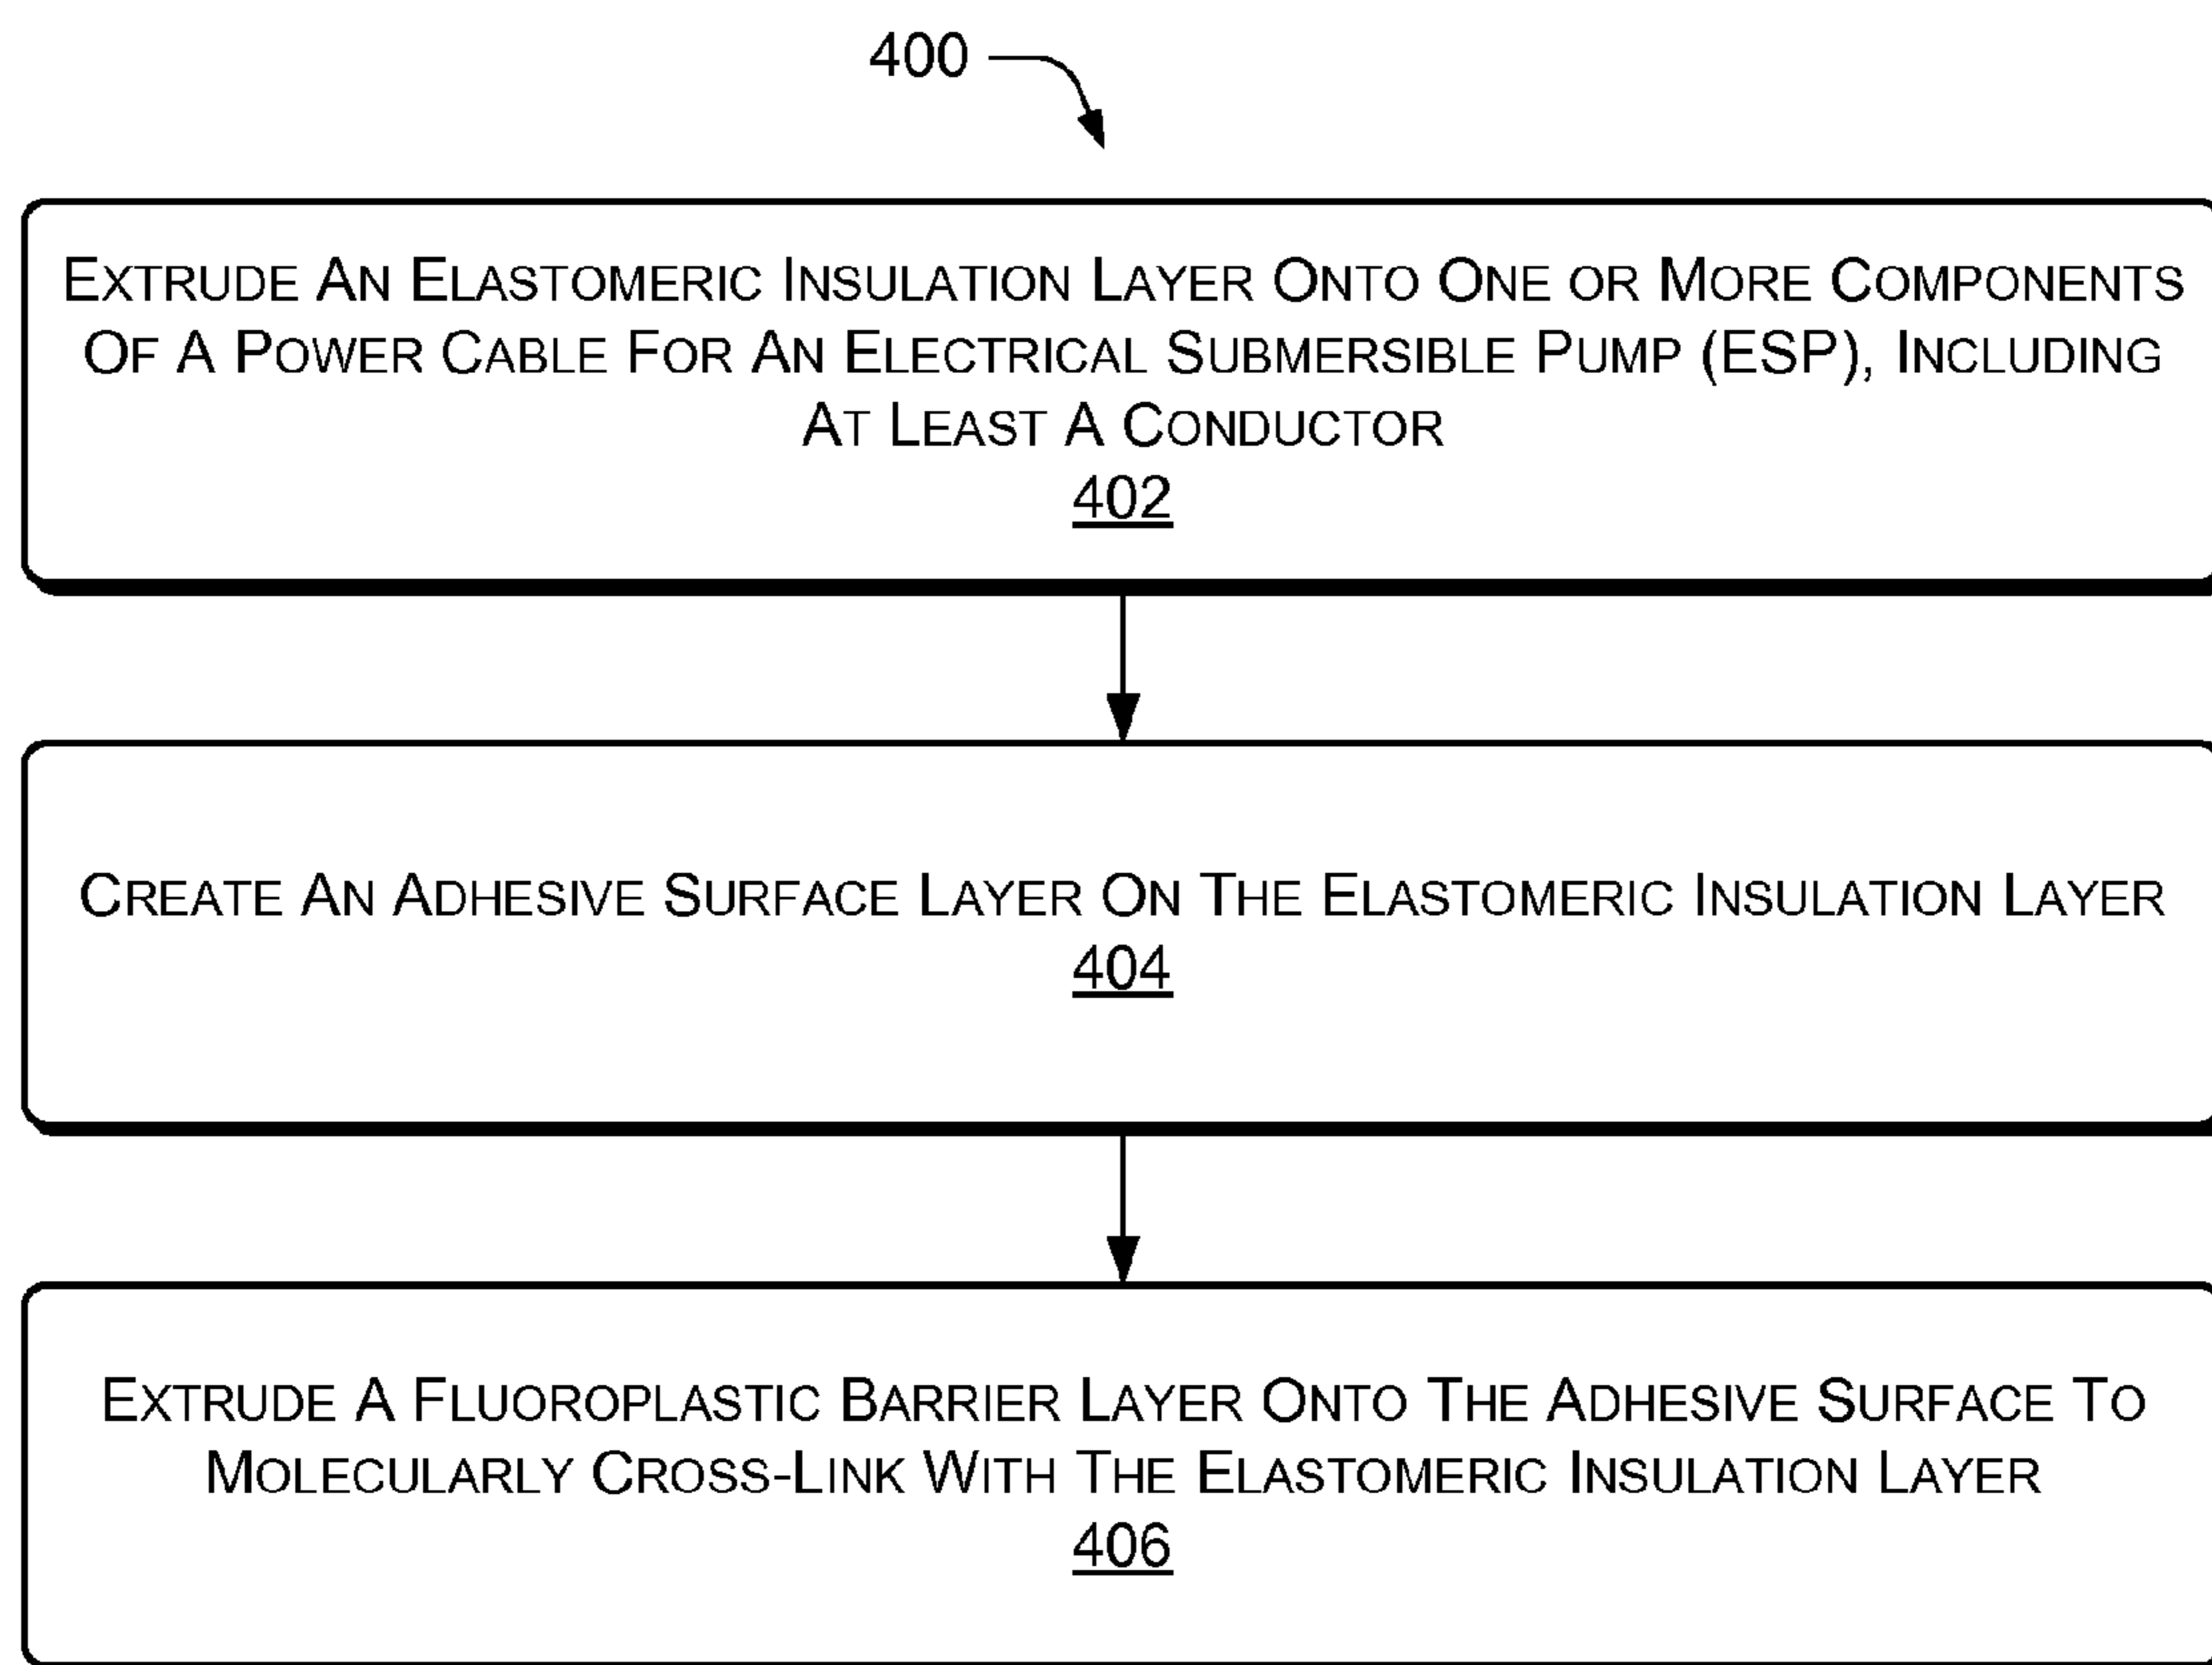 400
EXTRUDE AN ELASTOMERIC INSULATION LAYER ONTO ONE OR MORE COMPONENTS
OF A POWER CABLE FOR AN ELECTRICAL SUBMERSIBLE PUMP (ESP), INCLUDING
AT LEAST A CONDUCTOR
402
CREATE AN ADHESIVE SURFACE LAYER ON THE ELASTOMERIC INSULATION LAYER
404
EXTRUDE A FLUOROPLASTIC BARRIER LAYER ONTO THE ADHESIVE SURFACE TO
MOLECULARLY CROSS-LINK WITH THE ELASTOMERIC INSULATION LAYER
406